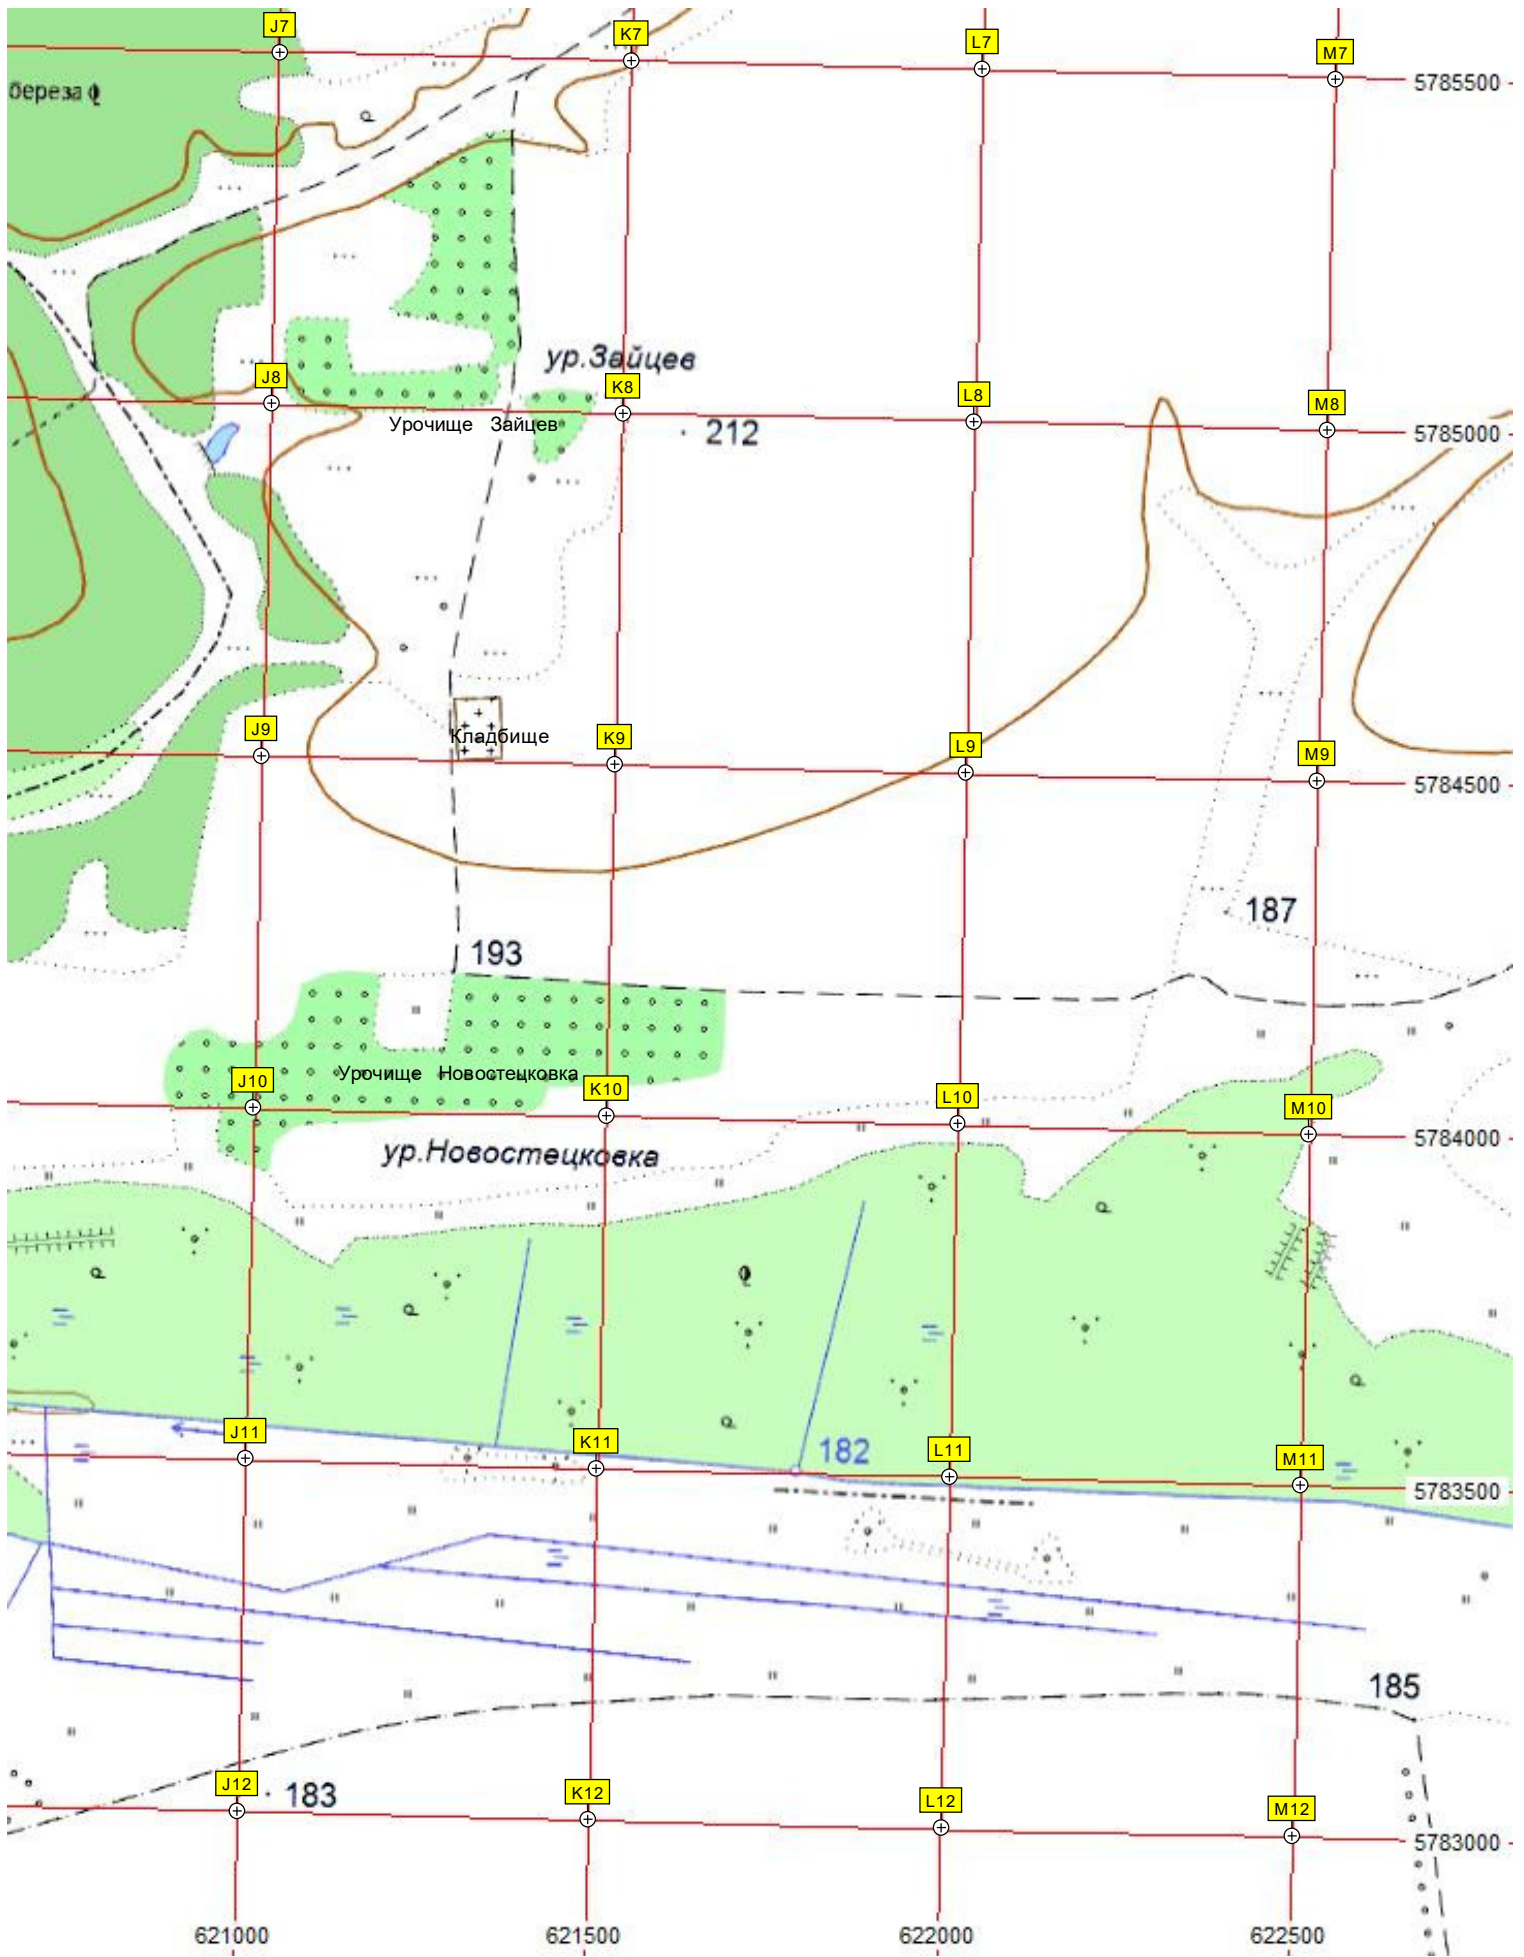 J7
K7
L7
M7
5785500
береза
ур.Зайцев
J8
K8
L8
M8
Урочище Зайцев
212
5785000
J9
Кладбище
K9
L9
M9
5784500
187
193
J10
Урочище Новостецковка
K10
L10
M10
5784000
ур.Новостецковка
J11
K11
182
L11
M11
5783500
185
J12
183
K12
L12
M12
5783000
621000
621500
622000
622500